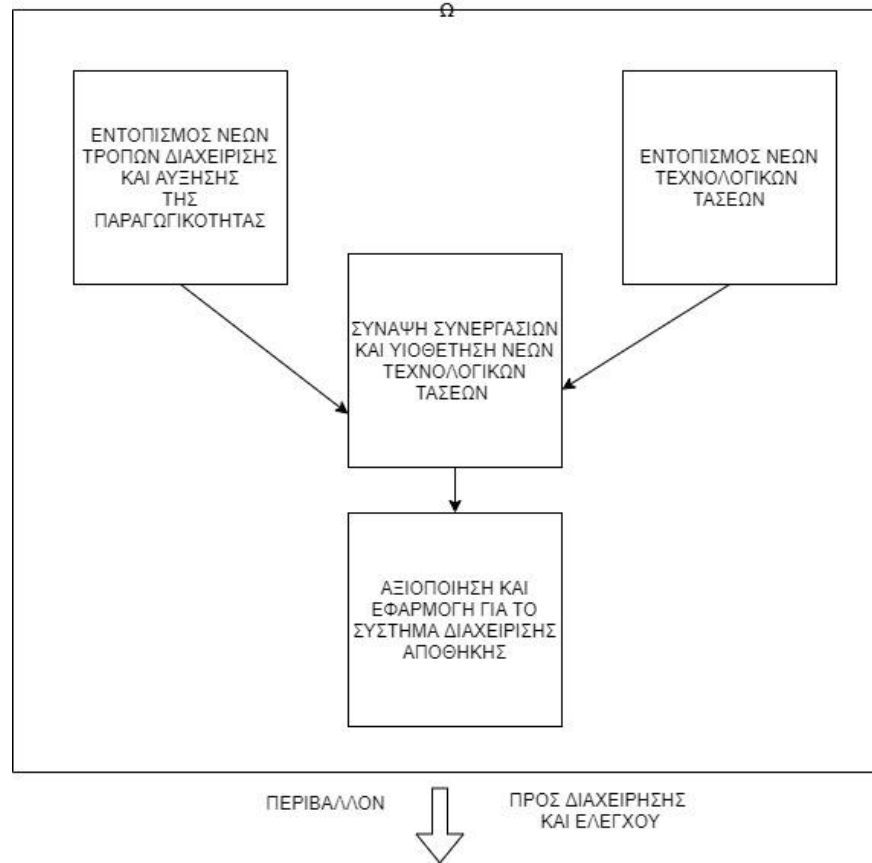 Ω
ΕΝΤΟΠΙΣΜΟΣ ΝΕΩΝ
ΤΡΟΠΩΝ ΔΙΑΧΕΙΡΙΣΗΣ
ΚΑΙ ΑΥΞΗΣΗΣ
ΤΗΣ
ΠΑΡΑΓΩΓΙΚΟΤΗΤΑΣ
ΕΝΤΟΠΙΣΜΟΣ ΝΕΩΝ
ΤΕΧΝΟΛΟΓΙΚΩΝ
ΤΑΣΕΩΝ
ΣΥΝΑΨΗ ΣΥΝΕΡΓΑΣΙΩΝ
ΚΑΙ ΥΙΟΘΕΤΗΣΗ ΝΕΩΝ
ΤΕΧΝΟΛΟΓΙΚΩΝ
ΤΑΣΕΩΝ
ΑΞΙΟΠΟΙΗΣΗ ΚΑΙ
ΕΦΑΡΜΟΓΗ ΓΙΑ ΤΟ
ΣΥΣΤΗΜΑ ΔΙΑΧΕΙΡΙΣΗΣ
ΑΠΟΘΗΚΗΣ
ΠΕΡΙΒΑΛΛΟΝ
ΠΡΟΣ ΔΙΑΧΕΙΡΗΣΗΣ
ΚΑΙ ΕΛΕΓΧΟΥ